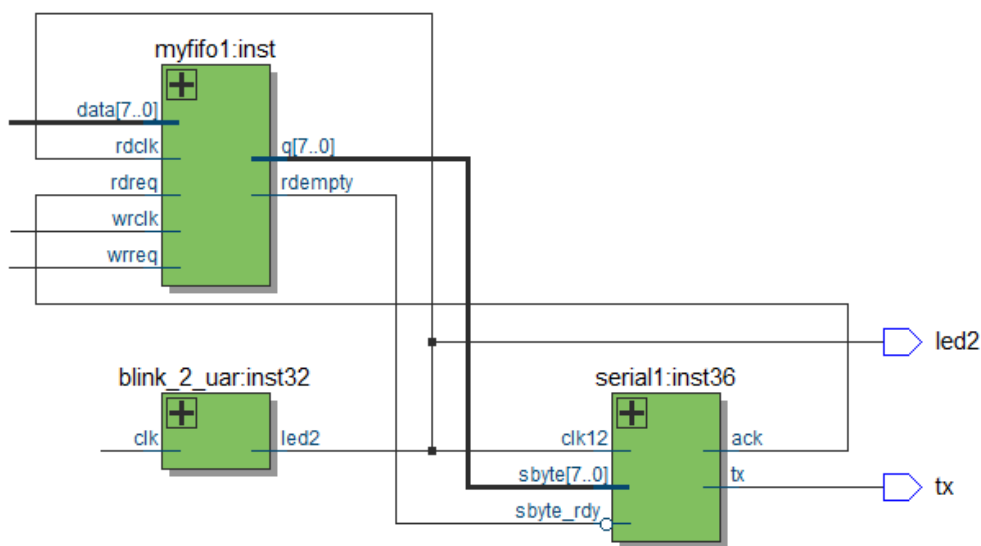 myfifo1:inst
data[7..0]
rdclk
rdreq
wrclk
wrreq
q[7..0]
rdempty
led2
blink_2_uar:inst32
clk
led2
serial1:inst36
clk12
sbyte[7..0]
sbyte_rdy
ack
tx
tx